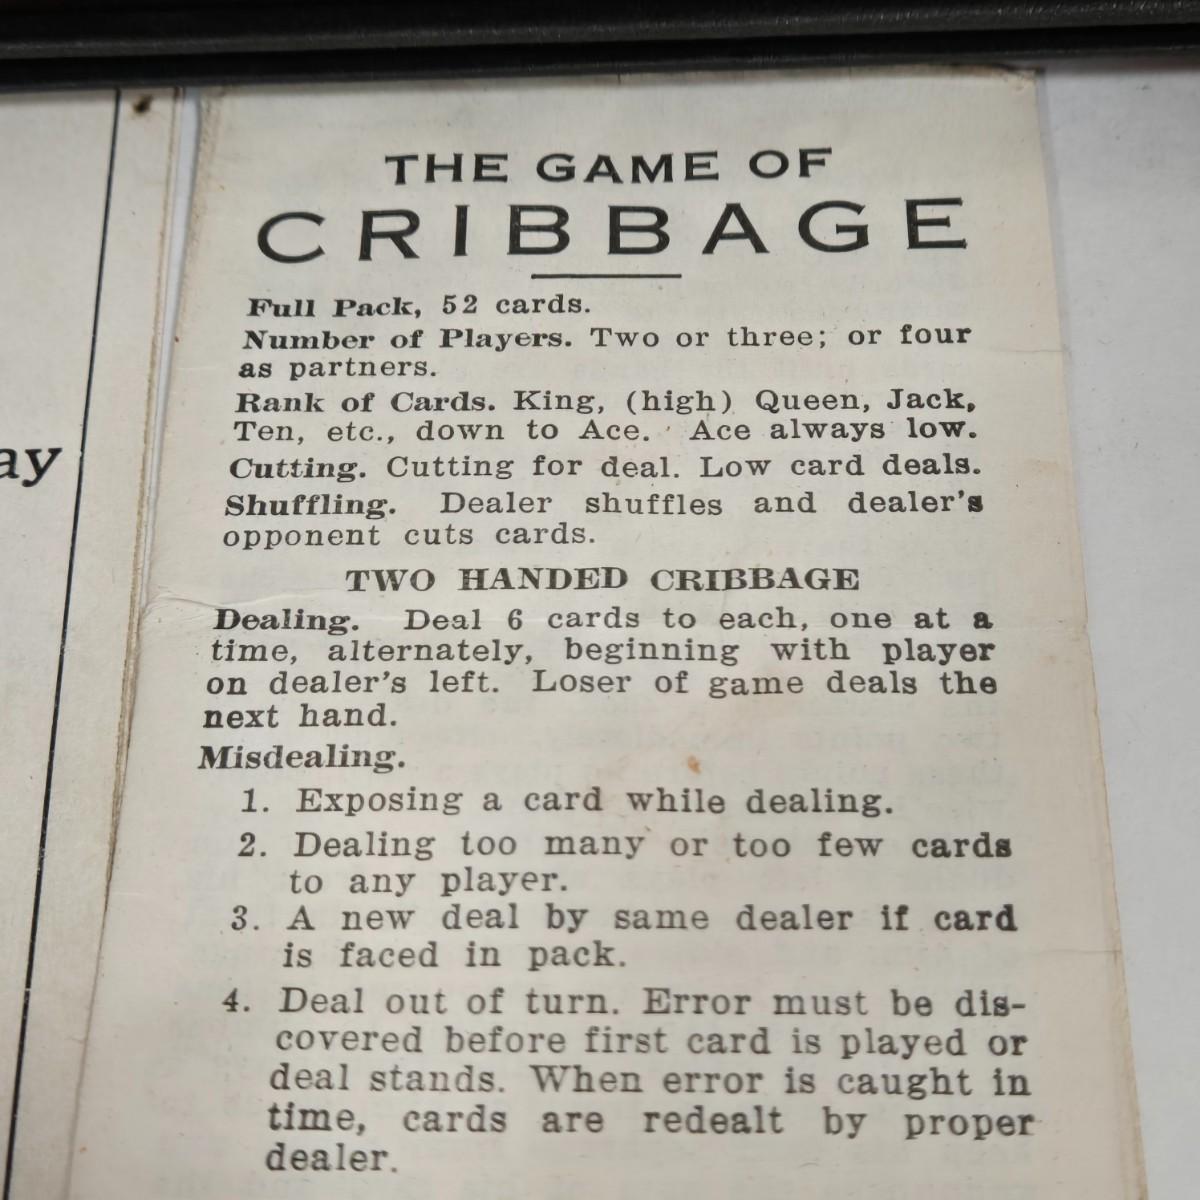 THE GAME OF
CRIBBAGE
Full Pack, 52 cards.
Number of Players. Two or three; or four
as partners.
Rank of Cards. King, (high) Queen, Jack,
Ten, etc., down to Ace. Ace always low.
Cutting. Cutting for deal. Low card deals.
Shuffling. Dealer shuffles and dealer's
opponent cuts cards.
TWO HANDED CRIBBAGE
Dealing. Deal 6 cards to each, one at a
time, alternately, beginning with player
on dealer's left. Loser of game deals the
next hand.
Misdealing.
1. Exposing a card while dealing.
2. Dealing too many or too few cards
to any player.
3. A new deal by same dealer if card
is faced in pack.
4. Deal out of turn. Error must be dis-
covered before first card is played or
deal stands. When error is caught in
time, cards are redealt by proper
dealer.
ay